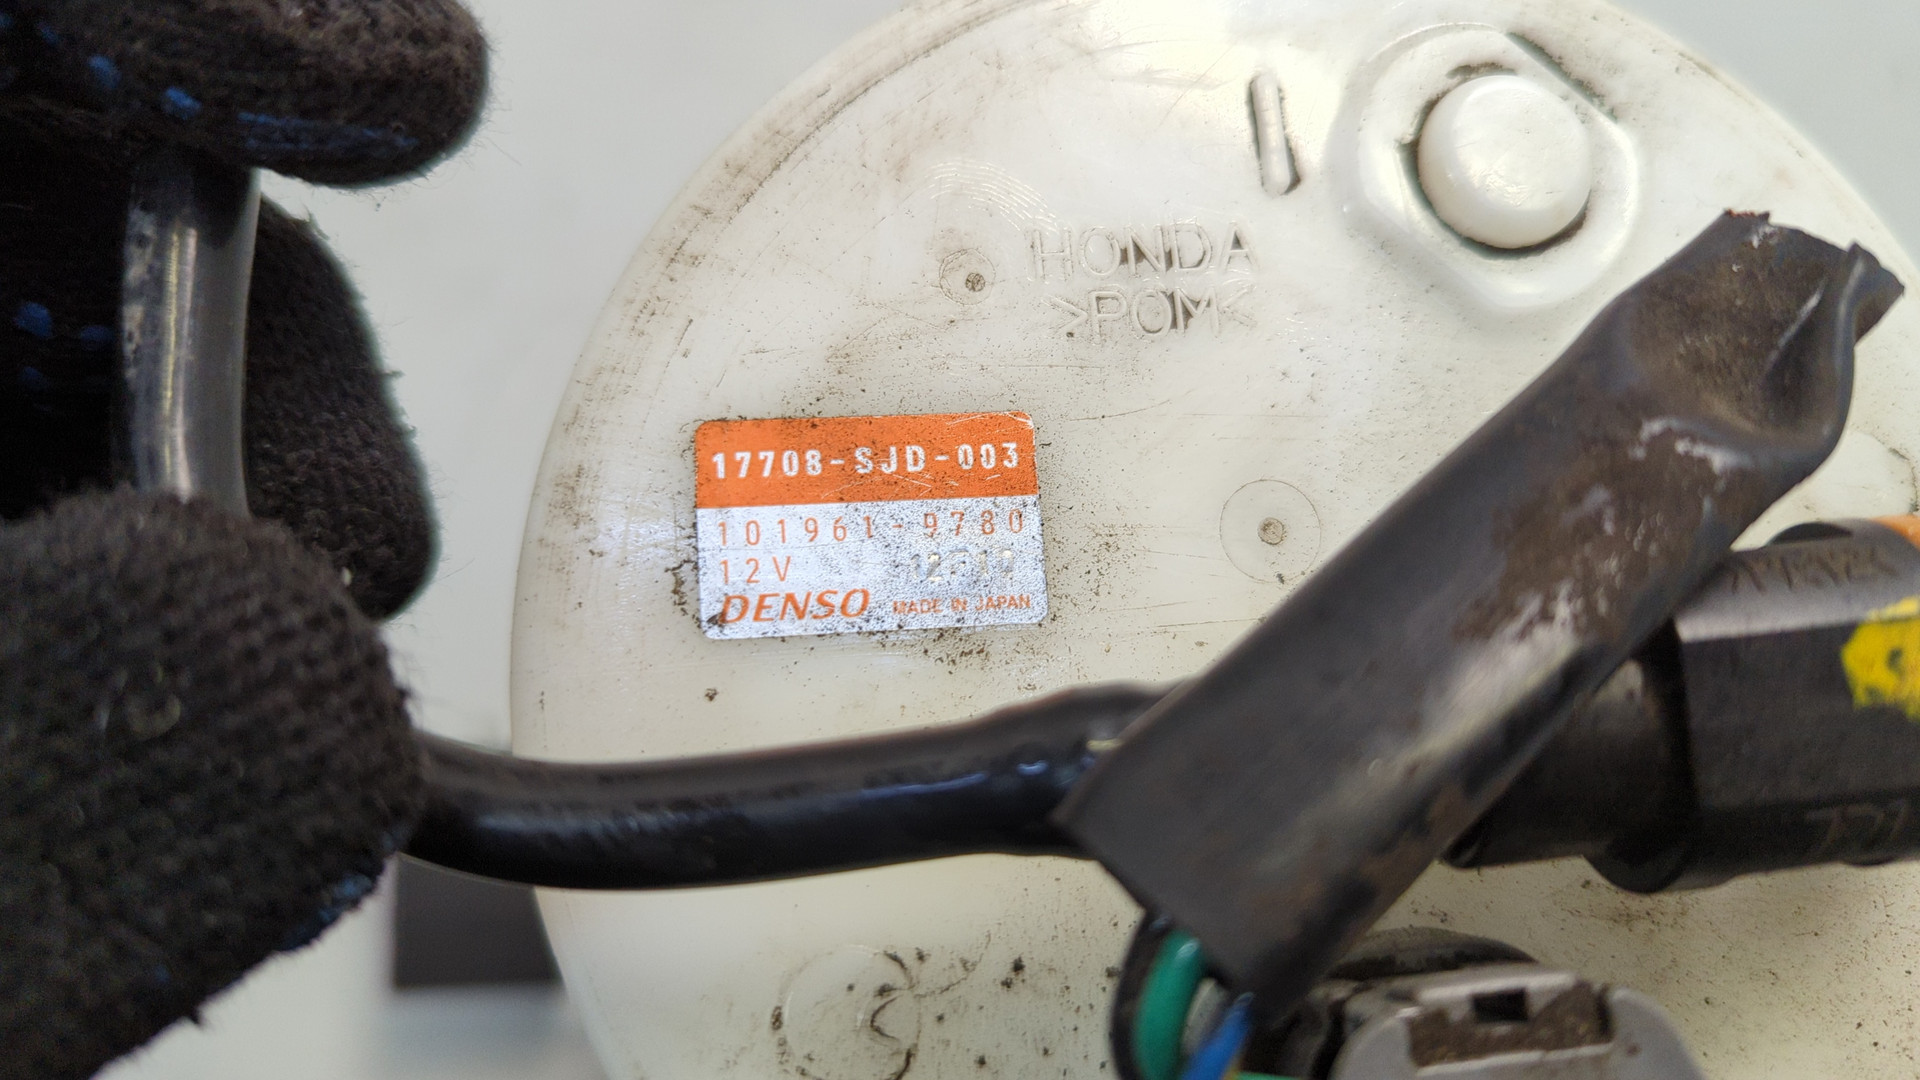 HONDA
>POM<
17708-SJD-003
101961-9780
12V
DENSO MADE IN JAPAN